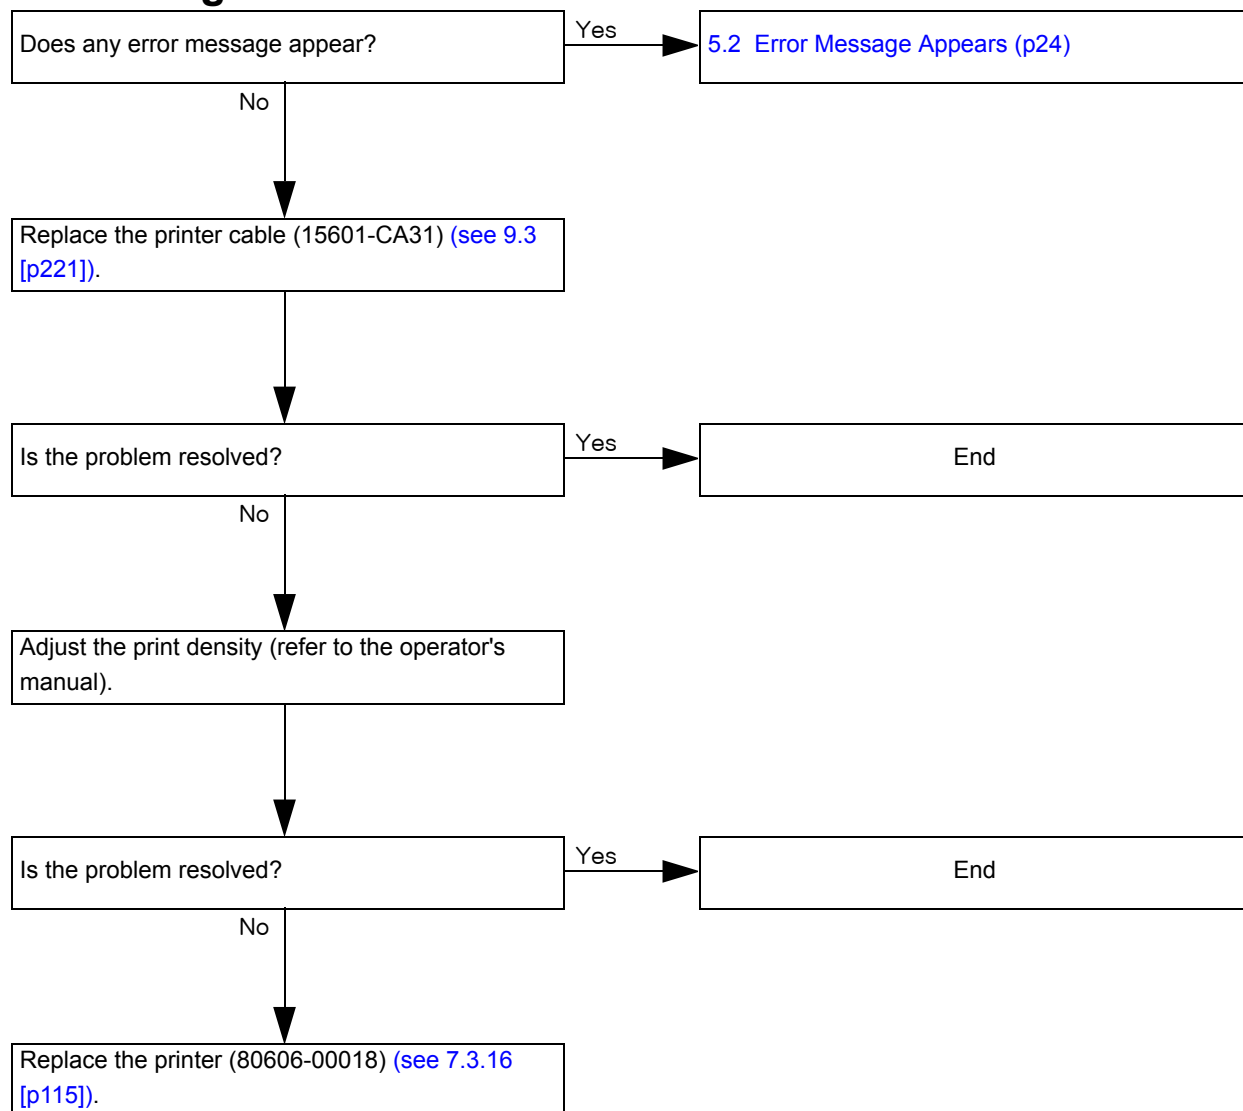 Does any error message appear?
Yes
5.2 Error Message Appears (p24)
No
Replace the printer cable (15601-CA31) (see 9.3
[p221]).
Is the problem resolved?
Yes
End
No
Adjust the print density (refer to the operator's
manual).
Is the problem resolved?
Yes
End
No
Replace the printer (80606-00018) (see 7.3.16
[p115]).